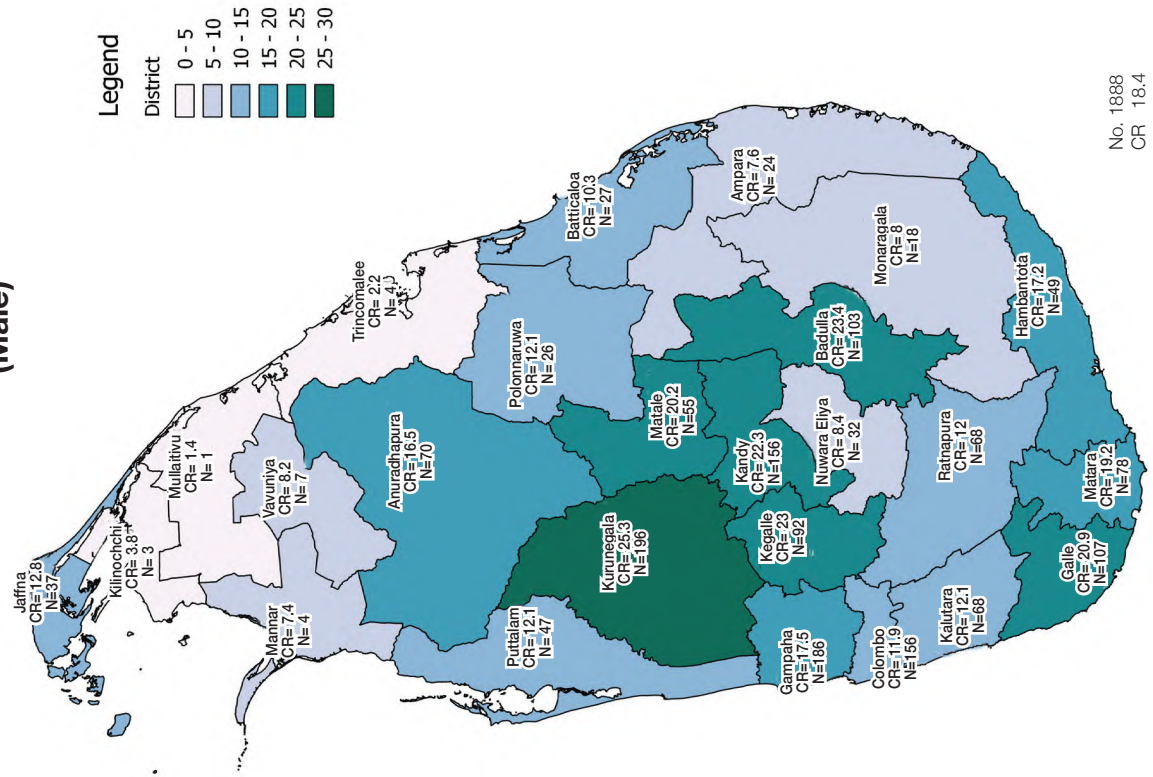 (Male)
Legend
District
0 - 5
5 - 10
10 - 15
15 - 20
20 - 25
25 - 30
Jaffna
CR= 12.8
N=37
Kilinochchi
CR= 3.8
N= 3
Mullaitivu
CR= 1.4
N= 1
Mannar
CR= 7.4
N= 4
Vavuniya
CR= 8.2
N= 7
Trincomalee
CR= 2.2
N= 4
Anuradhapura
CR=16.5
N=70
Polonnaruwa
CR= 12.1
N= 26
Batticaloa
CR= 10.3
N= 27
Puttalam
CR= 12.1
N= 47
Kurunegala
CR= 25.3
N=196
Matale
CR= 20.2
N=55
Ampara
CR= 7.6
N= 24
Kandy
CR= 22.3
N=156
Kegalle
CR= 23
N=92
Gampaha
CR= 17.5
N=186
Nuwara Eliya
CR= 8.4
N= 32
Badulla
CR=23.4
N= 103
Monaragala
CR= 8
N=18
Colombo
CR=111.9
N=156
Kalutara
CR= 12.1
N=68
Ratnapura
CR= 12
N=68
Hambantota
CR=17.2
N=49
Galle
CR= 20.9
N=107
Matara
CR=19.2
N=78
No. 1888
CR 18.4